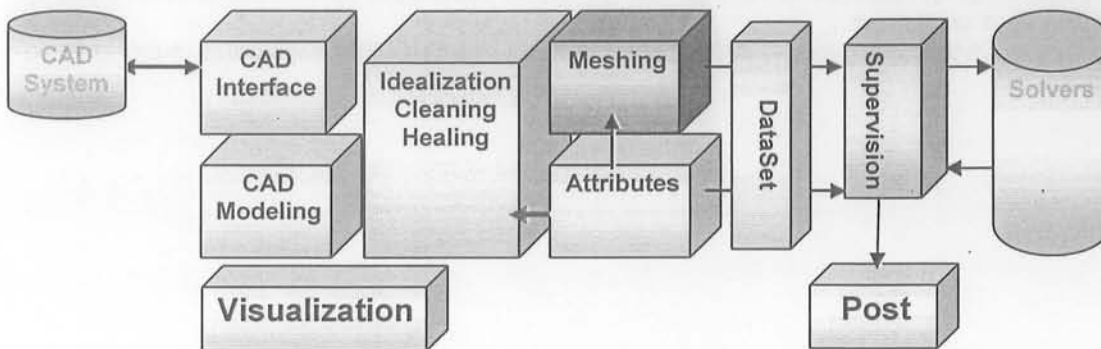 CAD
System
CAD
Interface
Idealization
Cleaning
Healing
Meshing
DataSet
Supervision
Solvers
CAD
Modeling
Attributes
Visualization
Post